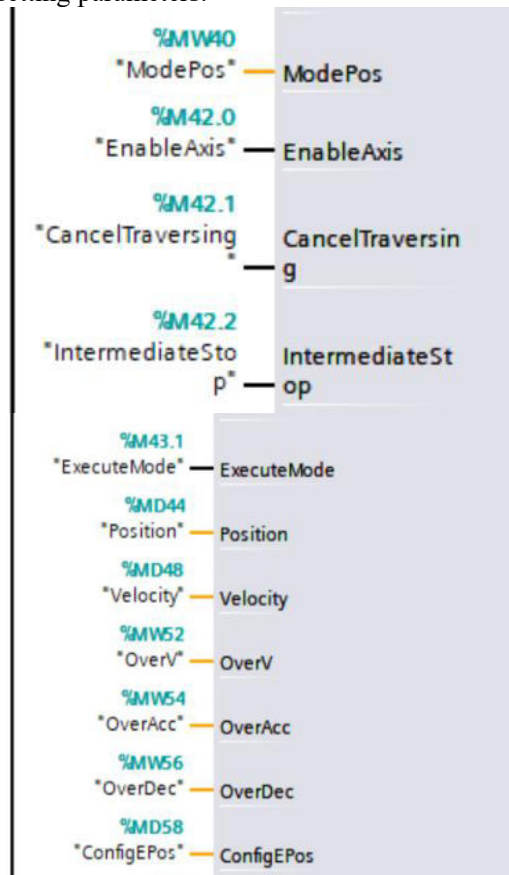 setting parameters.
%MW40
"ModePos" ModePos
%M42.0
"EnableAxis" EnableAxis
%M42.1
"CancelTraversing CancelTraversin
" g
%M42.2
"IntermediateSto IntermediateSt
p" op
%M43.1
"ExecuteMode" ExecuteMode
%MD44
"Position" Position
%MD48
"Velocity" Velocity
%MW52
"OverV" OverV
%MW54
"OverAcc" OverAcc
%MW56
"OverDec" OverDec
%MD58
"ConfigEPos" ConfigEPos